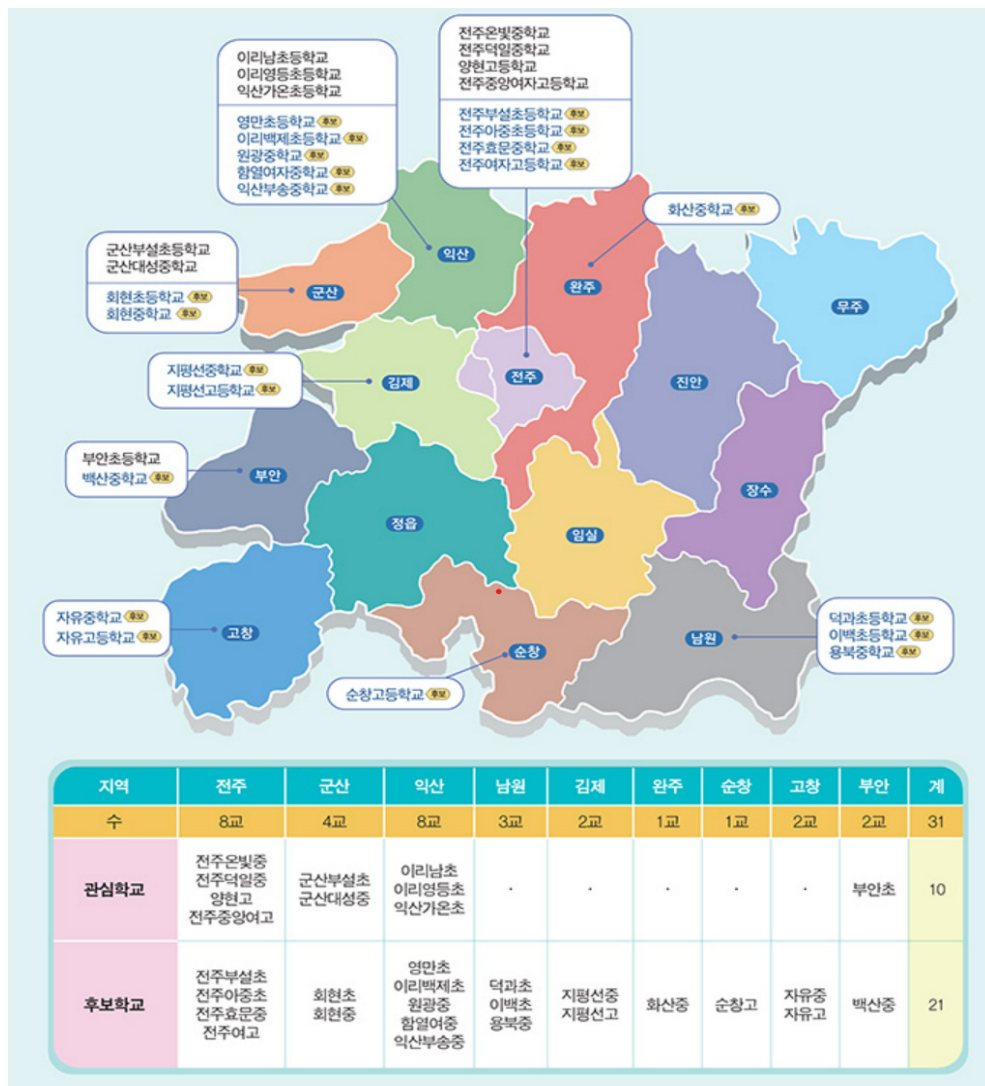 이리남초등학교
이리영등초등학교
익산가온초등학교
영만초등학교 후보
이리백제초등학교 후보
원광중학교 후보
함열여자중학교 후보
익산부송중학교 후보
전주온빛중학교
전주덕일중학교
양현고등학교
전주중앙여자고등학교
전주부설초등학교 후보
전주아중초등학교 후보
전주효문중학교 후보
전주여자고등학교 후보
화산중학교 후보
군산부설초등학교
군산대성중학교
회현초등학교 후보
회현중학교 후보
익산
군산
완주
무주
지평선중학교 후보
지평선고등학교 후보
김제
전주
진안
부안초등학교
백산중학교 후보
부안
장수
정읍
임실
자유중학교 후보
자유고등학교 후보
고창
순창
남원
덕과초등학교 후보
이백초등학교 후보
용북중학교 후보
순창고등학교 후보
지역 전주 군산 익산 남원 김제 완주 순창 고창 부안 계
수 8교 4교 8교 3교 2교 1교 1교 2교 2교 31
관심학교
전주온빛중
전주덕일중
양현고
전주중앙여고
군산부설초
군산대성중
이리남초
이리영등초
익산가온초
· · · · ·
부안초
10
후보학교
전주부설초
전주아중초
전주효문중
전주여고
회현초
회현중
영만초
이리백제초
원광중
함열여중
익산부송중
덕과초
이백초
용북중
지평선중
지평선고
화산중
순창고
자유중
자유고
백산중
21